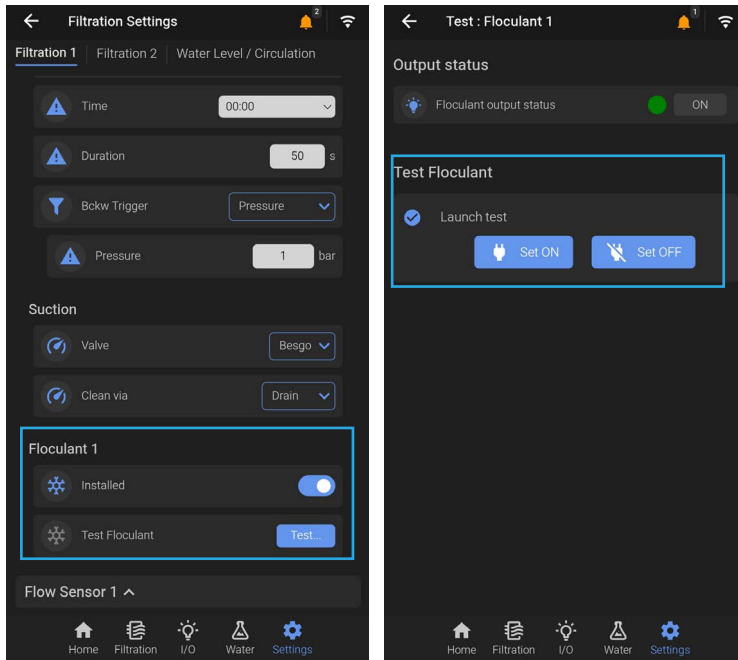 Filtration Settings
2
Filtration 1
Filtration 2
Water Level / Circulation
Time
00:00
Duration
50
s
Bckw Trigger
Pressure
Pressure
1
bar
Suction
Valve
Besgo
Clean via
Drain
Floculant 1
Installed
Test Floculant
Test...
Flow Sensor 1
Home
Filtration
I/O
Water
Settings
Test : Floculant 1
1
Output status
Floculant output status
ON
Test Floculant
Launch test
Set ON
Set OFF
Home
Filtration
I/O
Water
Settings